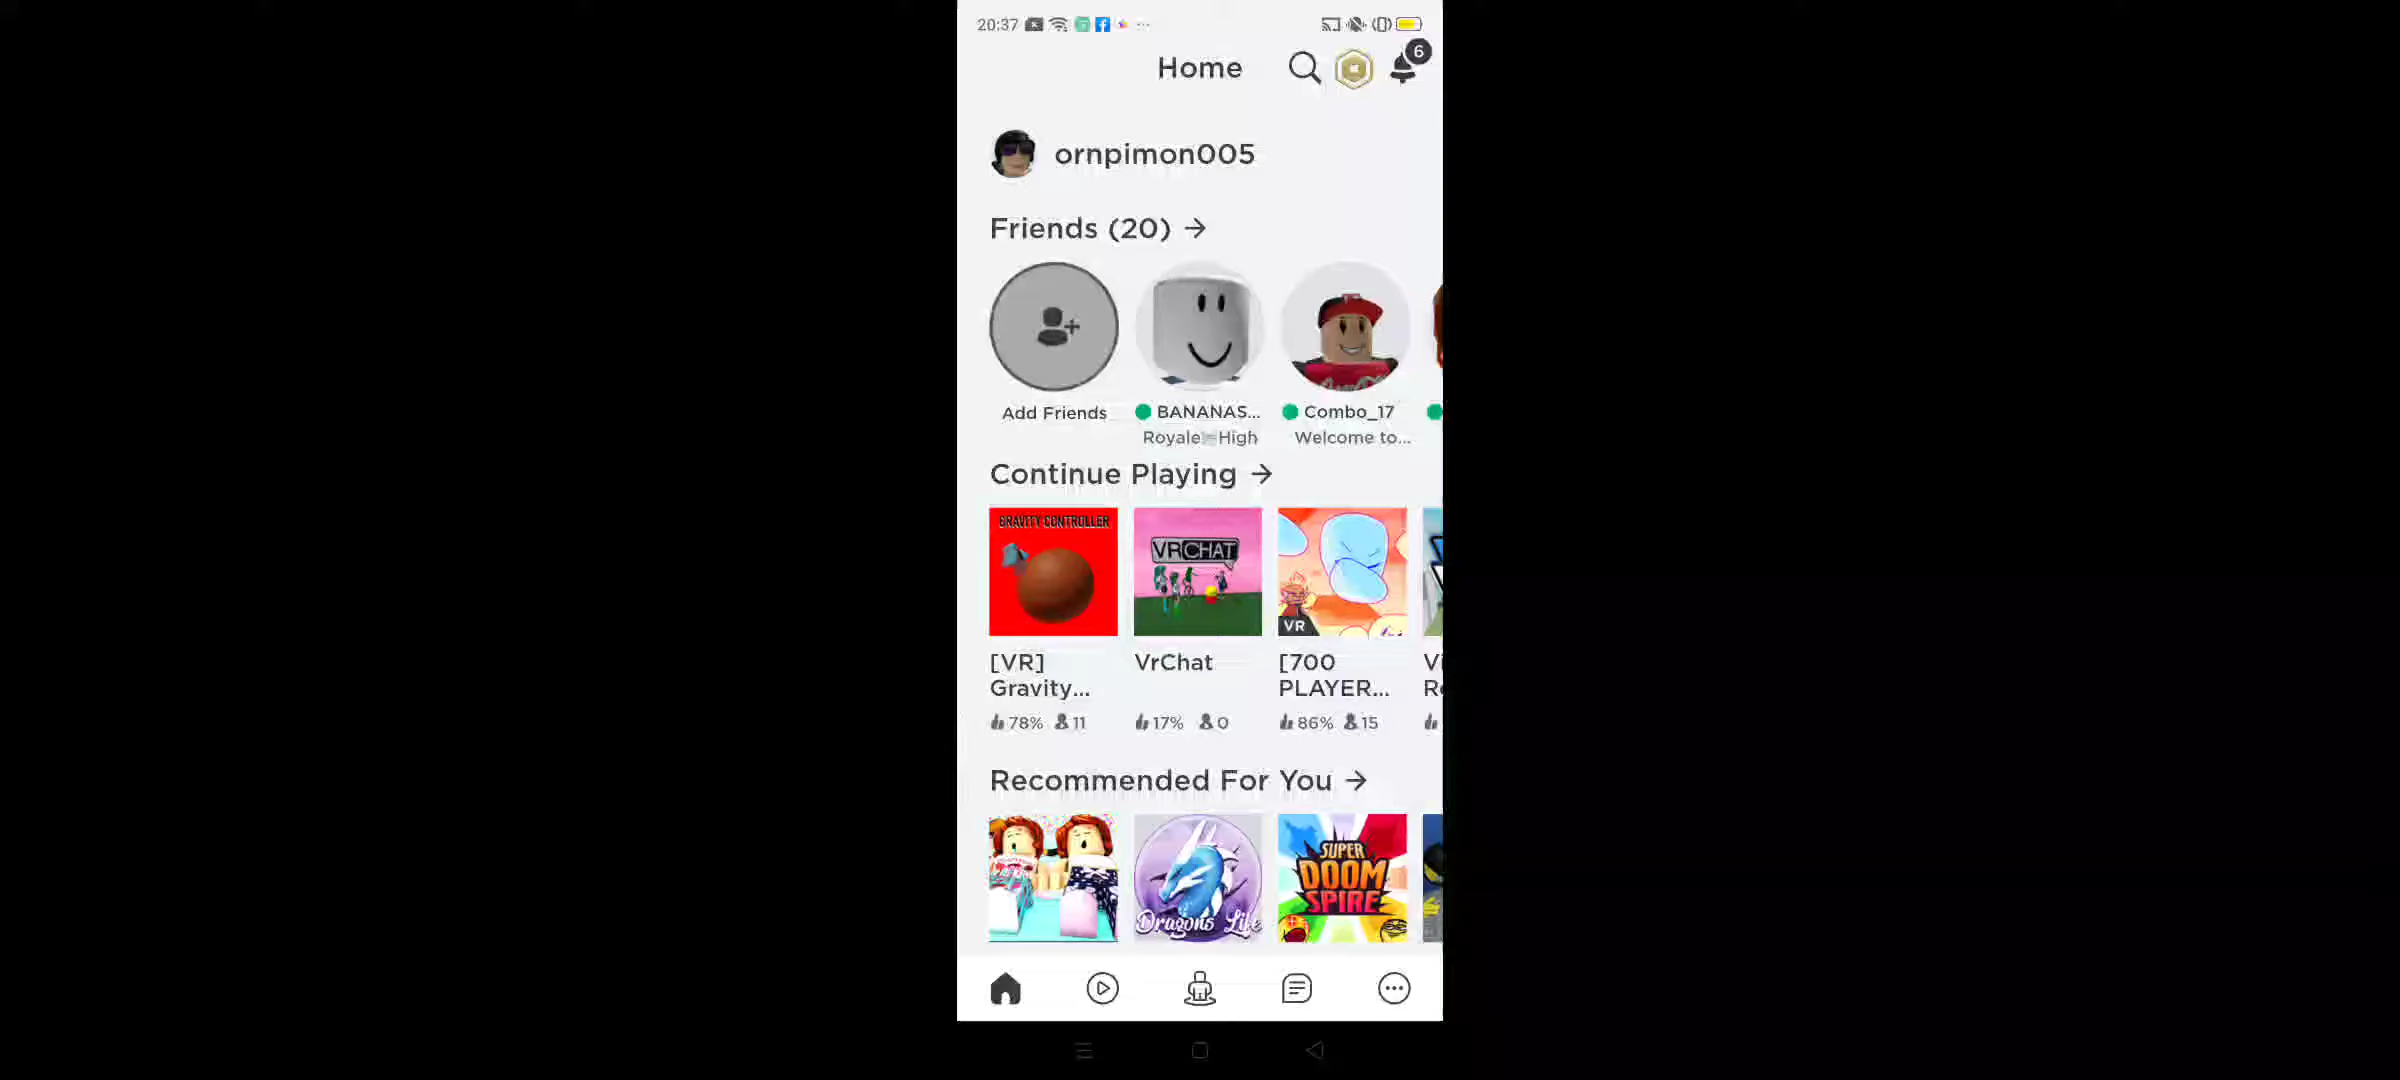 20:37
6
Home
ornpimon005
Friends (20)
Add Friends
BANANAS...
Combo_17
Royale High
Welcome to...
Continue Playing
GRAVITY CONTROLLER
VRCHAT
VR
[VR]
Gravity...
VrChat
[700
PLAYER...
Vi
Re
78% 11
17% 0
86% 15
Recommended For You
Dragons Life
SUPER
DOOM
SPIRE